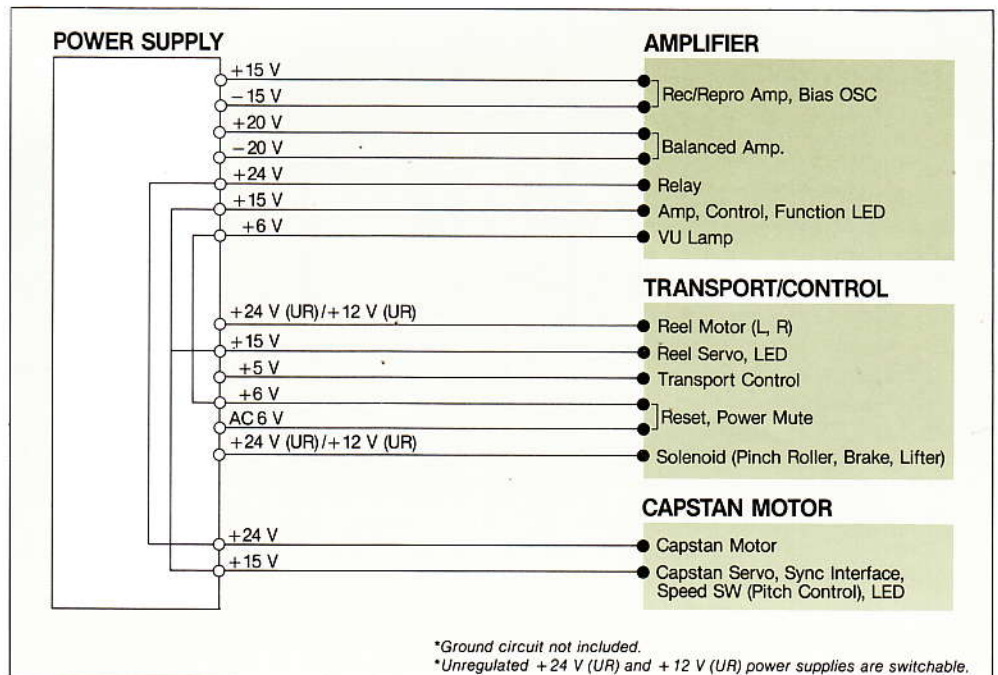 POWER SUPPLY
AMPLIFIER
+15 V
−15 V
Rec/Repro Amp, Bias OSC
+20 V
−20 V
Balanced Amp.
+24 V
Relay
+15 V
Amp, Control, Function LED
+6 V
VU Lamp
TRANSPORT/CONTROL
+24 V (UR)/+12 V (UR)
Reel Motor (L, R)
+15 V
Reel Servo, LED
+5 V
Transport Control
+6 V
Reset, Power Mute
AC 6 V
+24 V (UR)/+12 V (UR)
Solenoid (Pinch Roller, Brake, Lifter)
CAPSTAN MOTOR
+24 V
Capstan Motor
+15 V
Capstan Servo, Sync Interface,
Speed SW (Pitch Control), LED
*Ground circuit not included.
*Unregulated +24 V (UR) and +12 V (UR) power supplies are switchable.